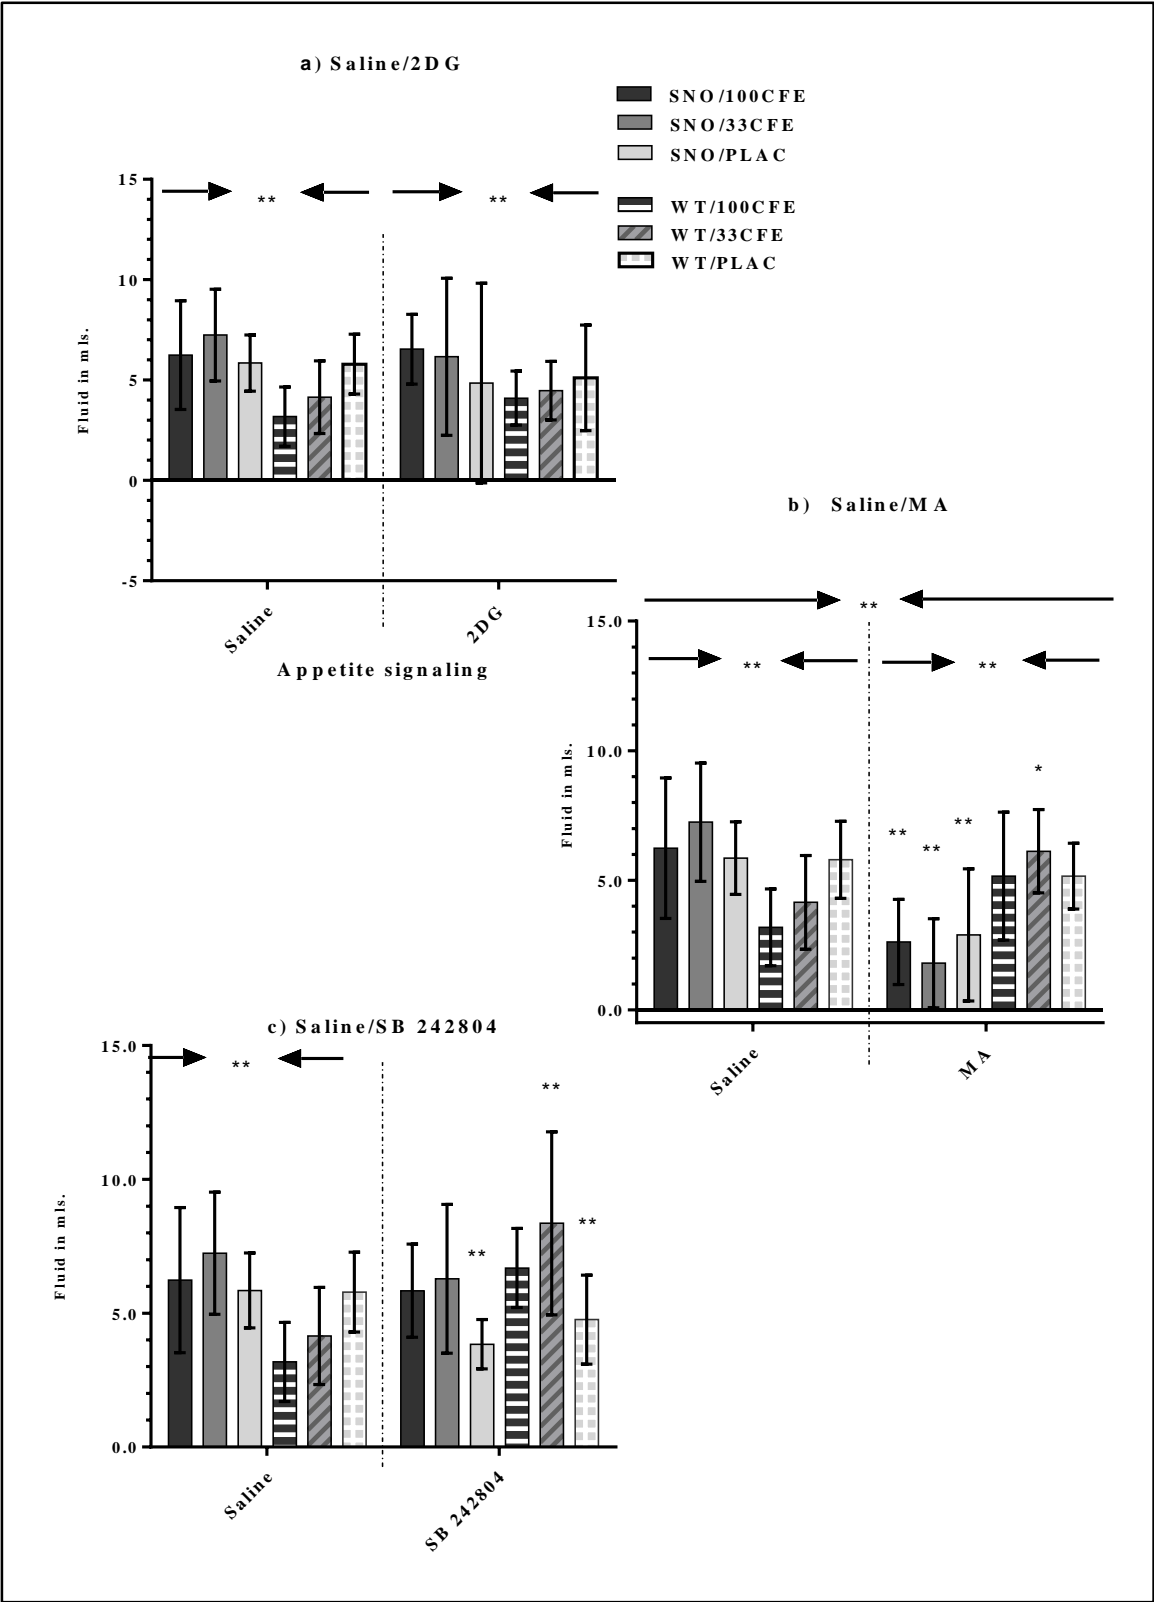 a) Saline/2DG
SNO/100CFE
SNO/33CFE
SNO/PLAC
WT/100CFE
WT/33CFE
WT/PLAC
15
10
5
0
-5
** **
Fluid in mls.
Saline 2DG
Appetite signaling
b) Saline/MA
**
** **
15.0
10.0
5.0
0.0
Fluid in mls.
** ** ** *
Saline MA
c) Saline/SB 242804
**
15.0
10.0
5.0
0.0
Fluid in mls.
** ** **
Saline SB 242804